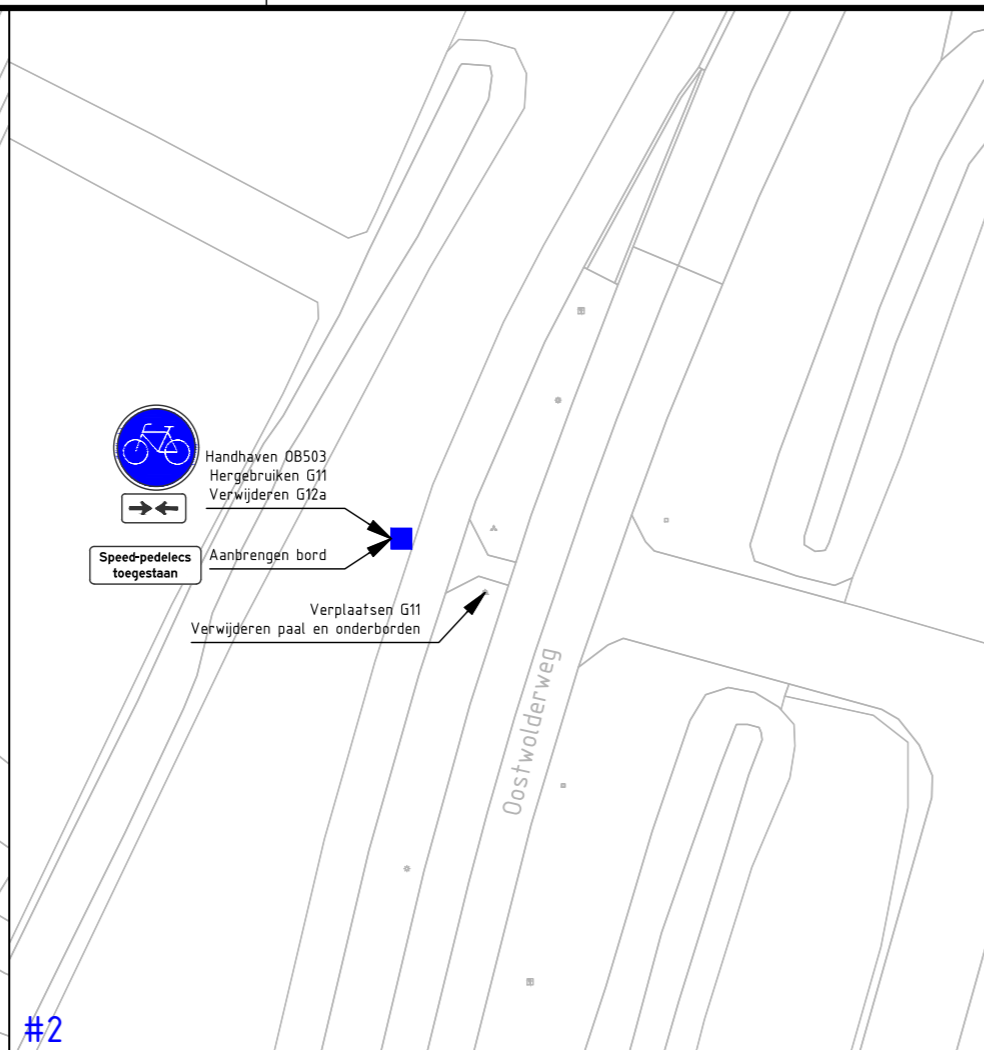 Handhaven OB503
Hergebruiken G11
Verwijderen G12a
Speed-pedelecs
toegestaan
Aanbrengen bord
Verplaatsen G11
Verwijderen paal en onderborden
Oostwolderweg
#2